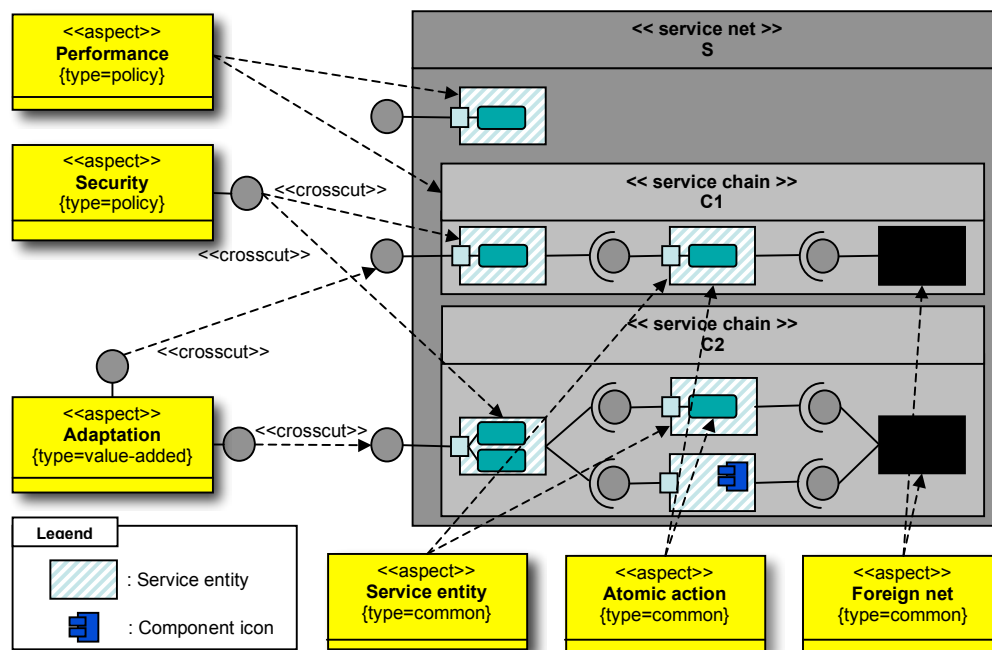 <<aspect>>
Performance
{type=policy}
<< service net >>
S
<<aspect>>
Security
{type=policy}
<<crosscut>>
<< service chain >>
C1
<<crosscut>>
<< service chain >>
C2
<<crosscut>>
<<aspect>>
Adaptation
{type=value-added}
<<crosscut>>
Legend
: Service entity
: Component icon
<<aspect>>
Service entity
{type=common}
<<aspect>>
Atomic action
{type=common}
<<aspect>>
Foreign net
{type=common}